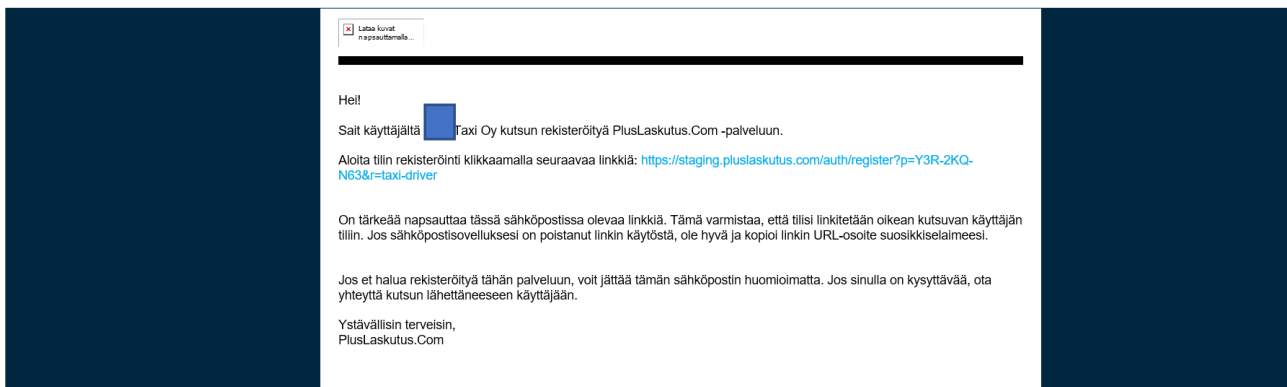 Lataa kuvat
napsauttamalla...
Hei!
Sait käyttäjältä Taxi Oy kutsun rekisteröityä PlusLaskutus.Com -palveluun.
Aloita tilin rekisteröinti klikkaamalla seuraavaa linkkiä: https://staging.pluslaskutus.com/auth/register?p=Y3R-2KQ-
N63&r=taxi-driver
On tärkeää napsauttaa tässä sähköpostissa olevaa linkkiä. Tämä varmistaa, että tilisi linkitetään oikean kutsuvan käyttäjän
tiliin. Jos sähköpostisovelluksesi on poistanut linkin käytöstä, ole hyvä ja kopioi linkin URL-osoite suosikkiselaimeesi.
Jos et halua rekisteröityä tähän palveluun, voit jättää tämän sähköpostin huomioimatta. Jos sinulla on kysyttävää, ota
yhteyttä kutsun lähettäneeseen käyttäjään.
Ystävällisin terveisin,
PlusLaskutus.Com